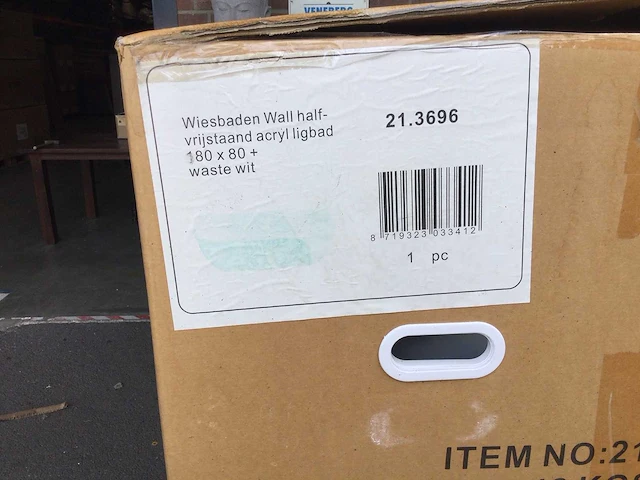 VENEBERG
Wiesbaden Wall half-
vrijstaand acryl ligbad
180 x 80 +
waste wit
21.3696
8 719323 033412
1 pc
ITEM NO:21